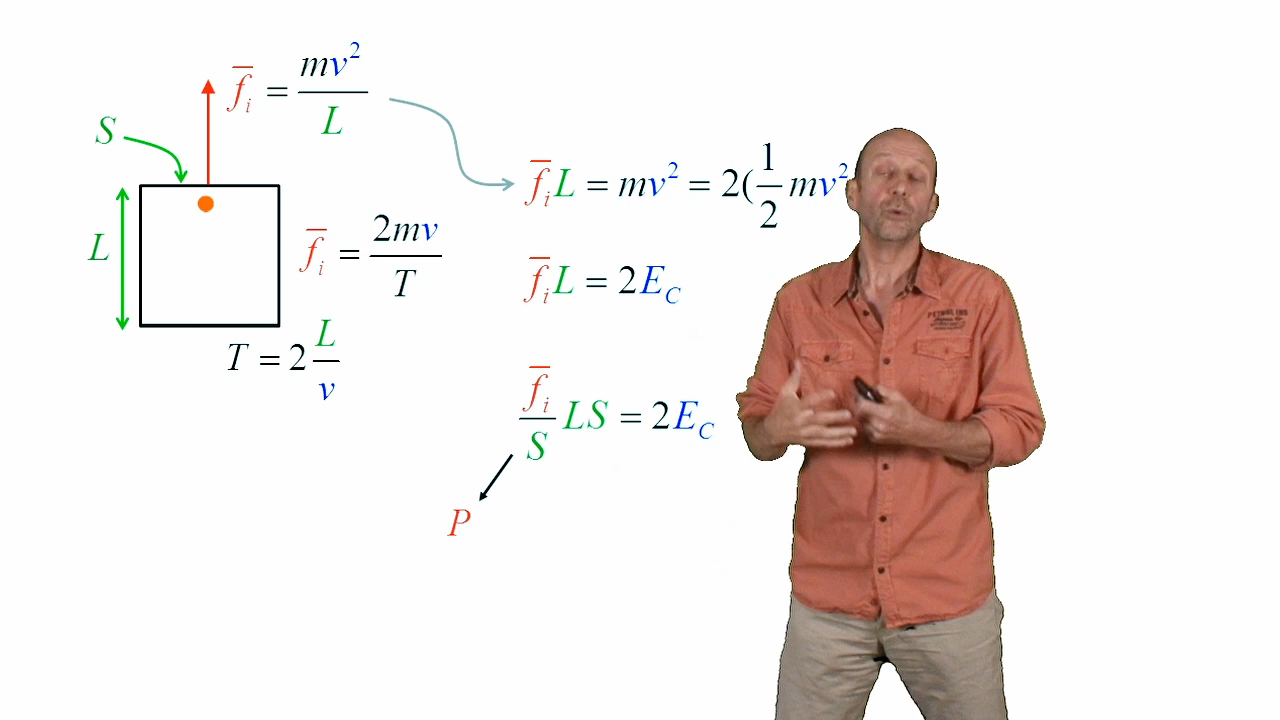 f̄ᵢ = mv² / L
S
f̄ᵢL = mv² = 2(1/2 mv²
L
f̄ᵢ = 2mv / T
f̄ᵢL = 2E_C
T = 2 L/v
f̄ᵢ/S LS = 2E_C
P